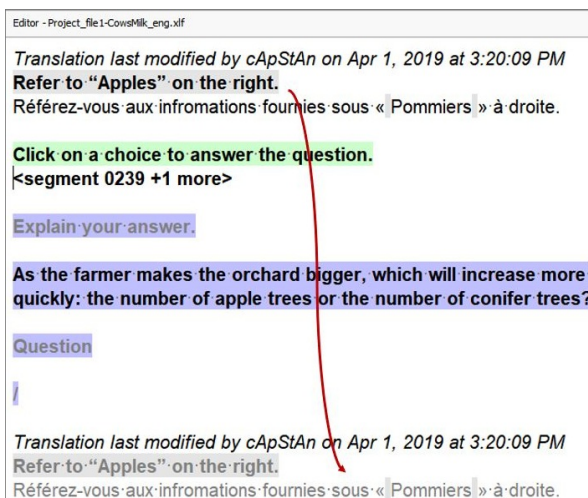 Editor - Project_file1-CowsMilk_eng.xlf
Translation last modified by cApStAn on Apr 1, 2019 at 3:20:09 PM
Refer·to·“Apples”·on·the·right.
Référez-vous·aux·infromations·fournies·sous·« Pommiers »·à·droite.
Click·on·a·choice·to·answer·the·question.
<segment 0239 +1 more>
Explain·your·answer.
As·the·farmer·makes·the·orchard·bigger,·which·will·increase·more
quickly:·the·number·of·apple·trees·or·the·number·of·conifer·trees?
Question
/
Translation last modified by cApStAn on Apr 1, 2019 at 3:20:09 PM
Refer·to·“Apples”·on·the·right.
Référez-vous·aux·infromations·fournies·sous·« Pommiers »·à·droite.